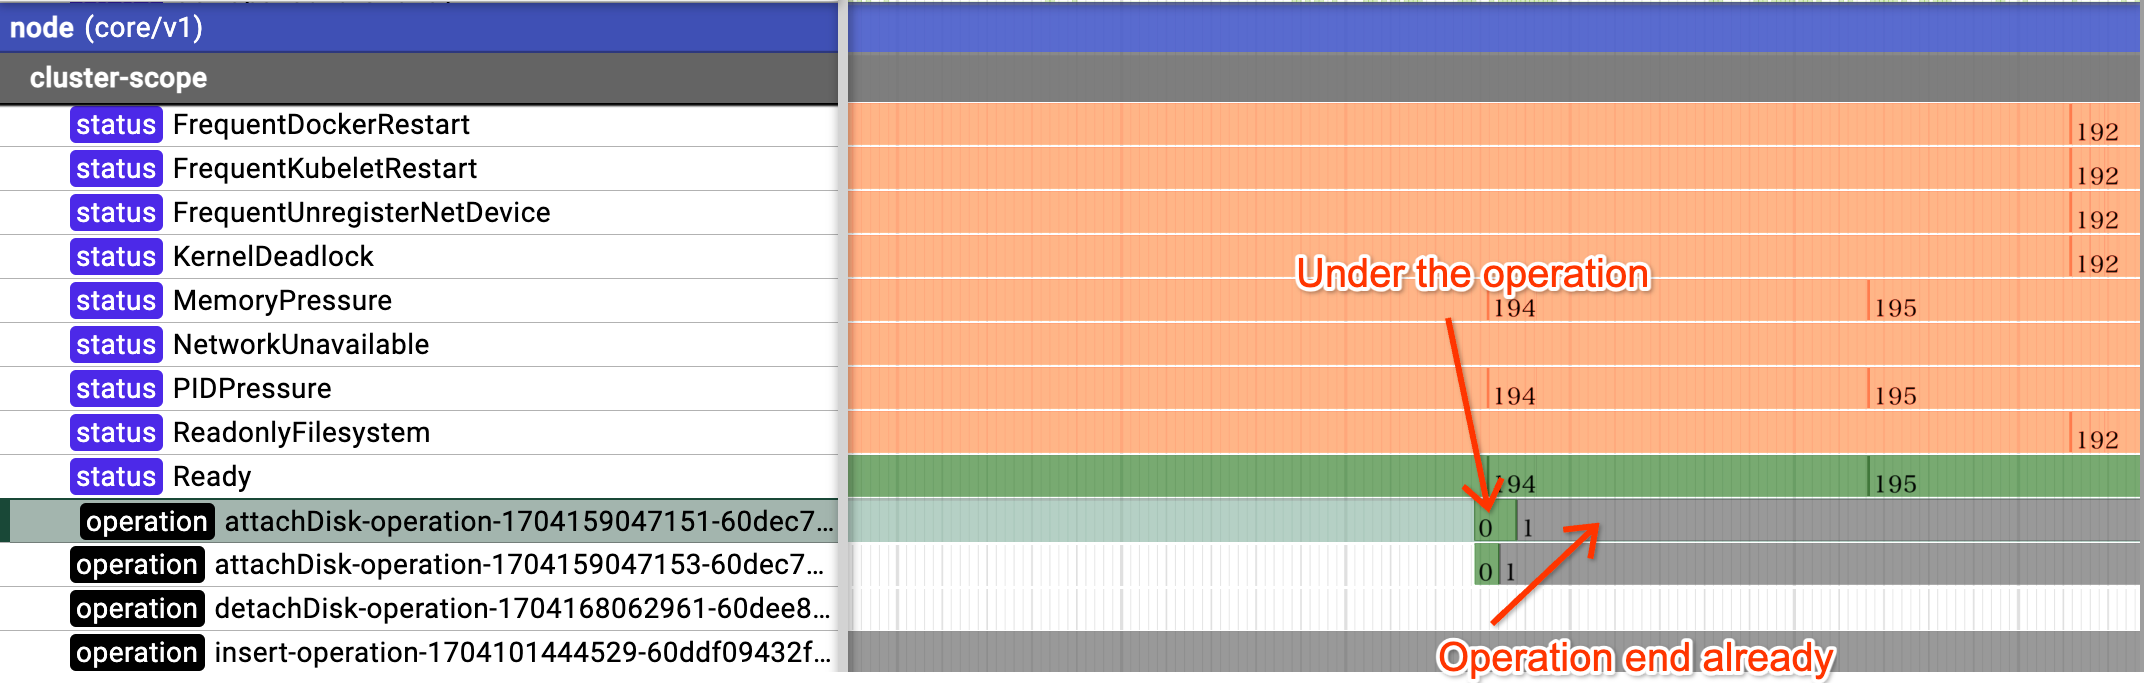 node (core/v1)
cluster-scope
status FrequentDockerRestart 192
status FrequentKubeletRestart 192
status FrequentUnregisterNetDevice 192
status KernelDeadlock 192
Under the operation
status MemoryPressure 194 195
status NetworkUnavailable
status PIDPressure 194 195
status ReadonlyFilesystem 192
status Ready 194 195
operation attachDisk-operation-1704159047151-60dec7... 0 1
operation attachDisk-operation-1704159047153-60dec7... 0 1
operation detachDisk-operation-1704168062961-60dee8...
operation insert-operation-1704101444529-60ddf09432f...
Operation end already